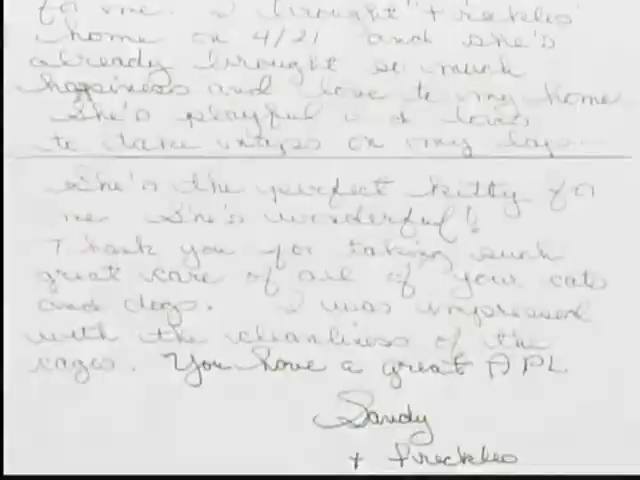 for me. I brought "Freckles"
home on 4/21 and she's
already brought so much
happiness and love to my home
She's playful and loves
to take naps on my lap.
She's the perfect kitty for
me. She's wonderful!
Thank you for taking such
great care of all of your cats
and dogs. I was impressed
with the cleanliness of the
cages. You have a great APL.
Sandy
+ Freckles